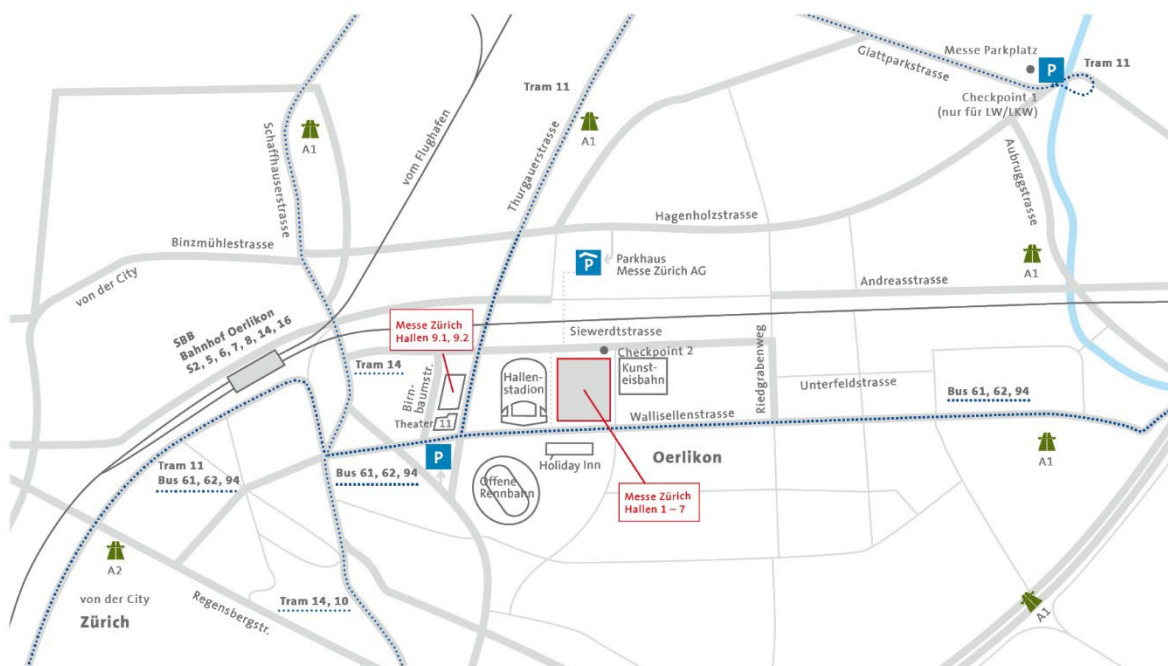 Messe Parkplatz
Glattparkstrasse
P
Tram 11
Checkpoint 1
(nur für LW/LKW)
Tram 11
A1
A1
Schaffhauserstrasse
vom Flughafen
Thurgauerstrasse
Aubruggstrasse
Hagenholzstrasse
Binzmühlestrasse
P
Parkhaus
Messe Zürich AG
A1
von der City
Andreasstrasse
SBB
Bahnhof Oerlikon
S2, 5, 6, 7, 8, 14, 16
Messe Zürich
Hallen 9.1, 9.2
Siewerdtstrasse
Checkpoint 2
Tram 14
Birn-
baumstr.
Hallen-
stadion
Kunst-
eisbahn
Riedgrabenweg
Unterfeldstrasse
Bus 61, 62, 94
Theater 11
Wallisellenstrasse
P
Oerlikon
A1
Tram 11
Bus 61, 62, 94
Bus 61, 62, 94
Offene
Rennbahn
Holiday Inn
Messe Zürich
Hallen 1 – 7
A2
von der City
Zürich
Regensbergstr.
Tram 14, 10
A1